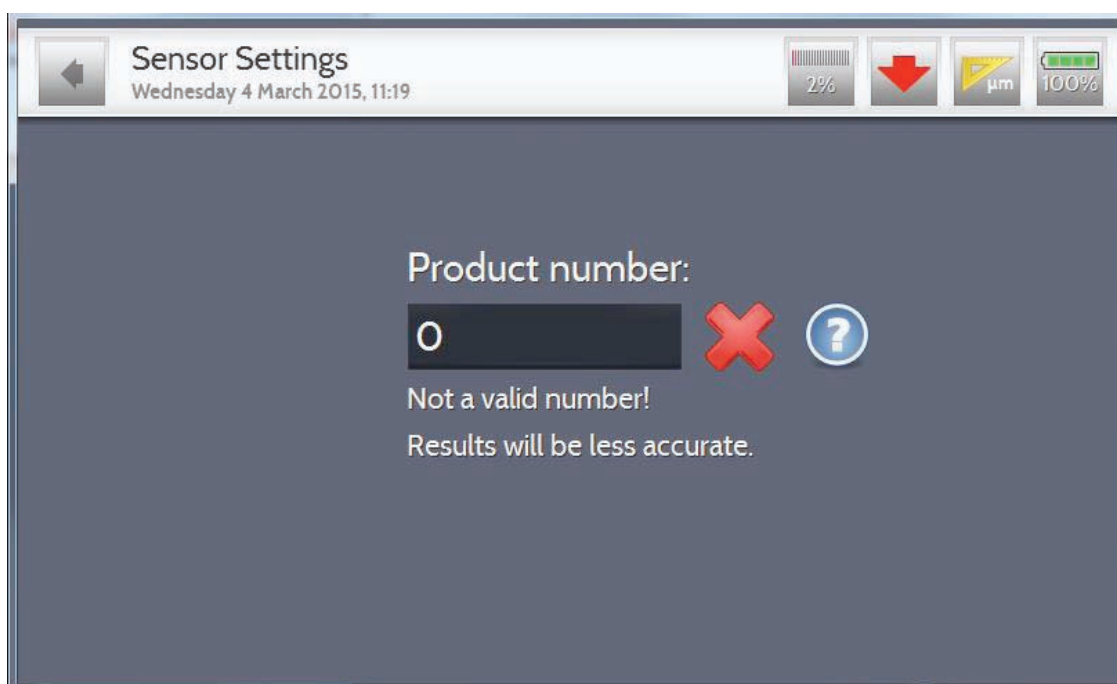 Sensor Settings
Wednesday 4 March 2015, 11:19
2%
µm
100%
Product number:
0
?
Not a valid number!
Results will be less accurate.